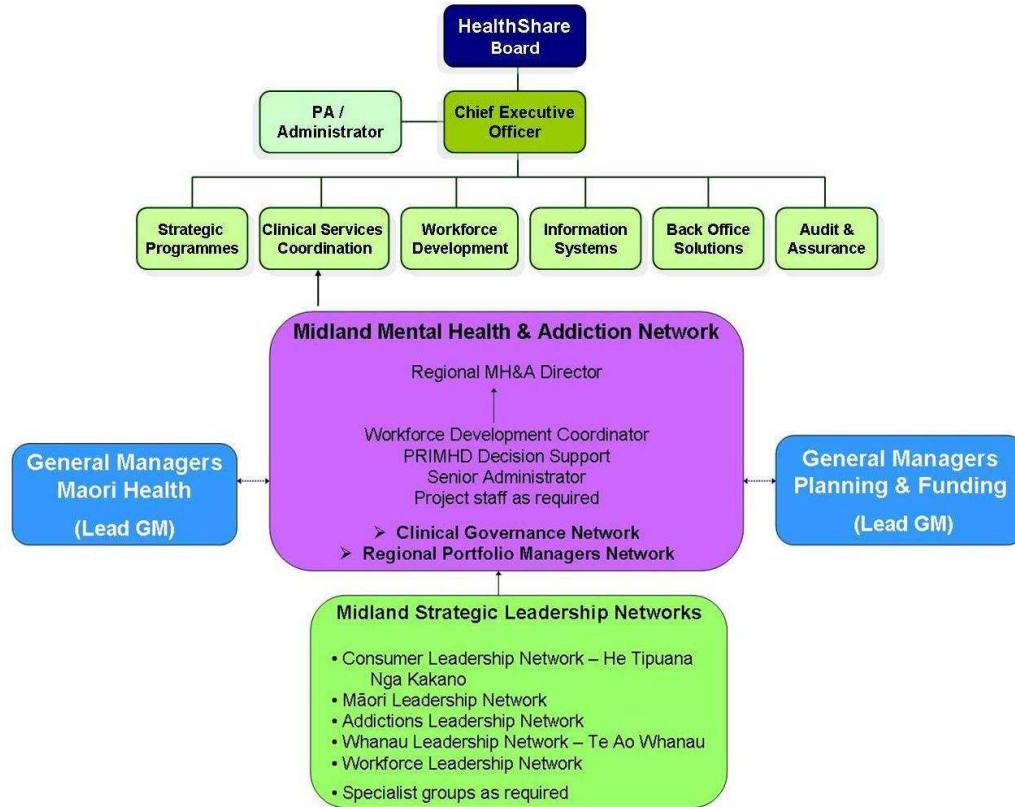 HealthShare
Board
PA /
Administrator
Chief Executive
Officer
Strategic
Programmes
Clinical Services
Coordination
Workforce
Development
Information
Systems
Back Office
Solutions
Audit &
Assurance
Midland Mental Health & Addiction Network
Regional MH&A Director
Workforce Development Coordinator
PRIMHD Decision Support
Senior Administrator
Project staff as required
➢ Clinical Governance Network
➢ Regional Portfolio Managers Network
General Managers
Maori Health
(Lead GM)
General Managers
Planning & Funding
(Lead GM)
Midland Strategic Leadership Networks
• Consumer Leadership Network – He Tipuana
Nga Kakano
• Māori Leadership Network
• Addictions Leadership Network
• Whanau Leadership Network – Te Ao Whanau
• Workforce Leadership Network
• Specialist groups as required